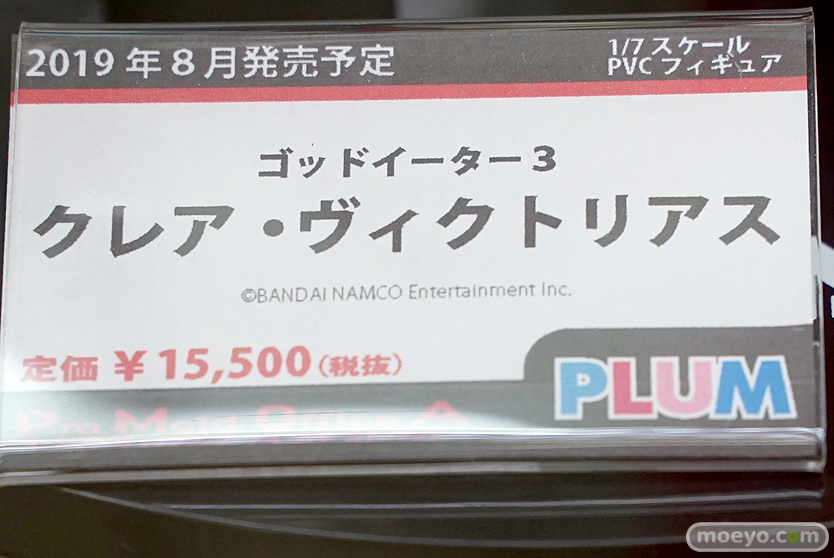 2019年8月発売予定
1/7スケール
PVCフィギュア
ゴッドイーター3
クレア・ヴィクトリアス
©BANDAI NAMCO Entertainment Inc.
定価 ¥15,500(税抜)
PLUM
moeyo.com